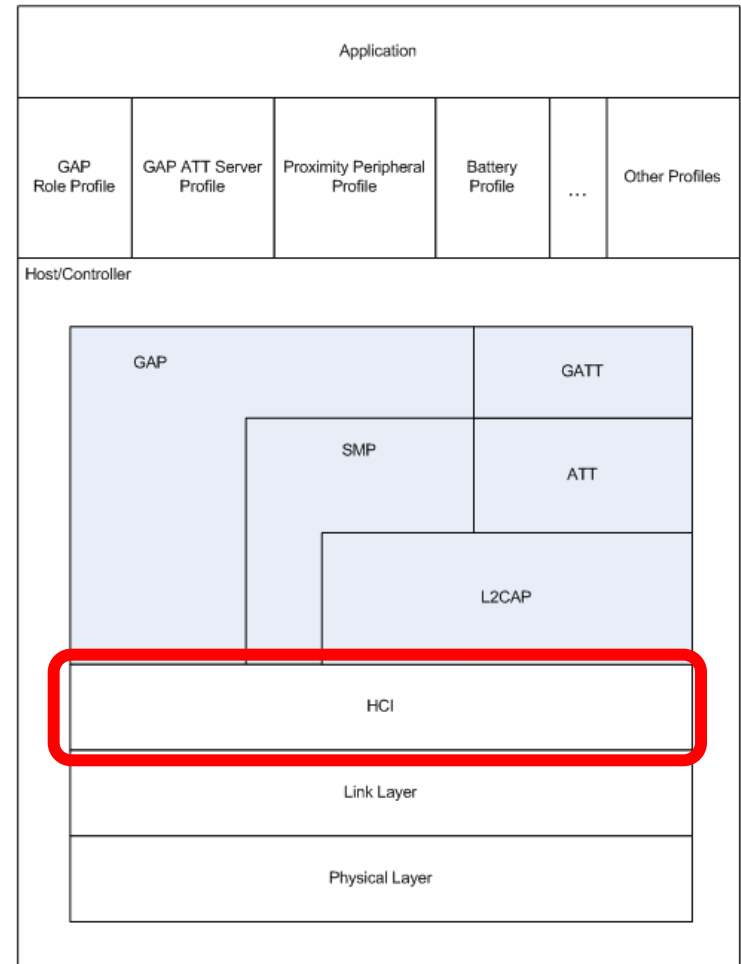 Application
GAP
Role Profile
GAP ATT Server
Profile
Proximity Peripheral
Profile
Battery
Profile
...
Other Profiles
Host/Controller
GAP
GATT
SMP
ATT
L2CAP
HCI
Link Layer
Physical Layer